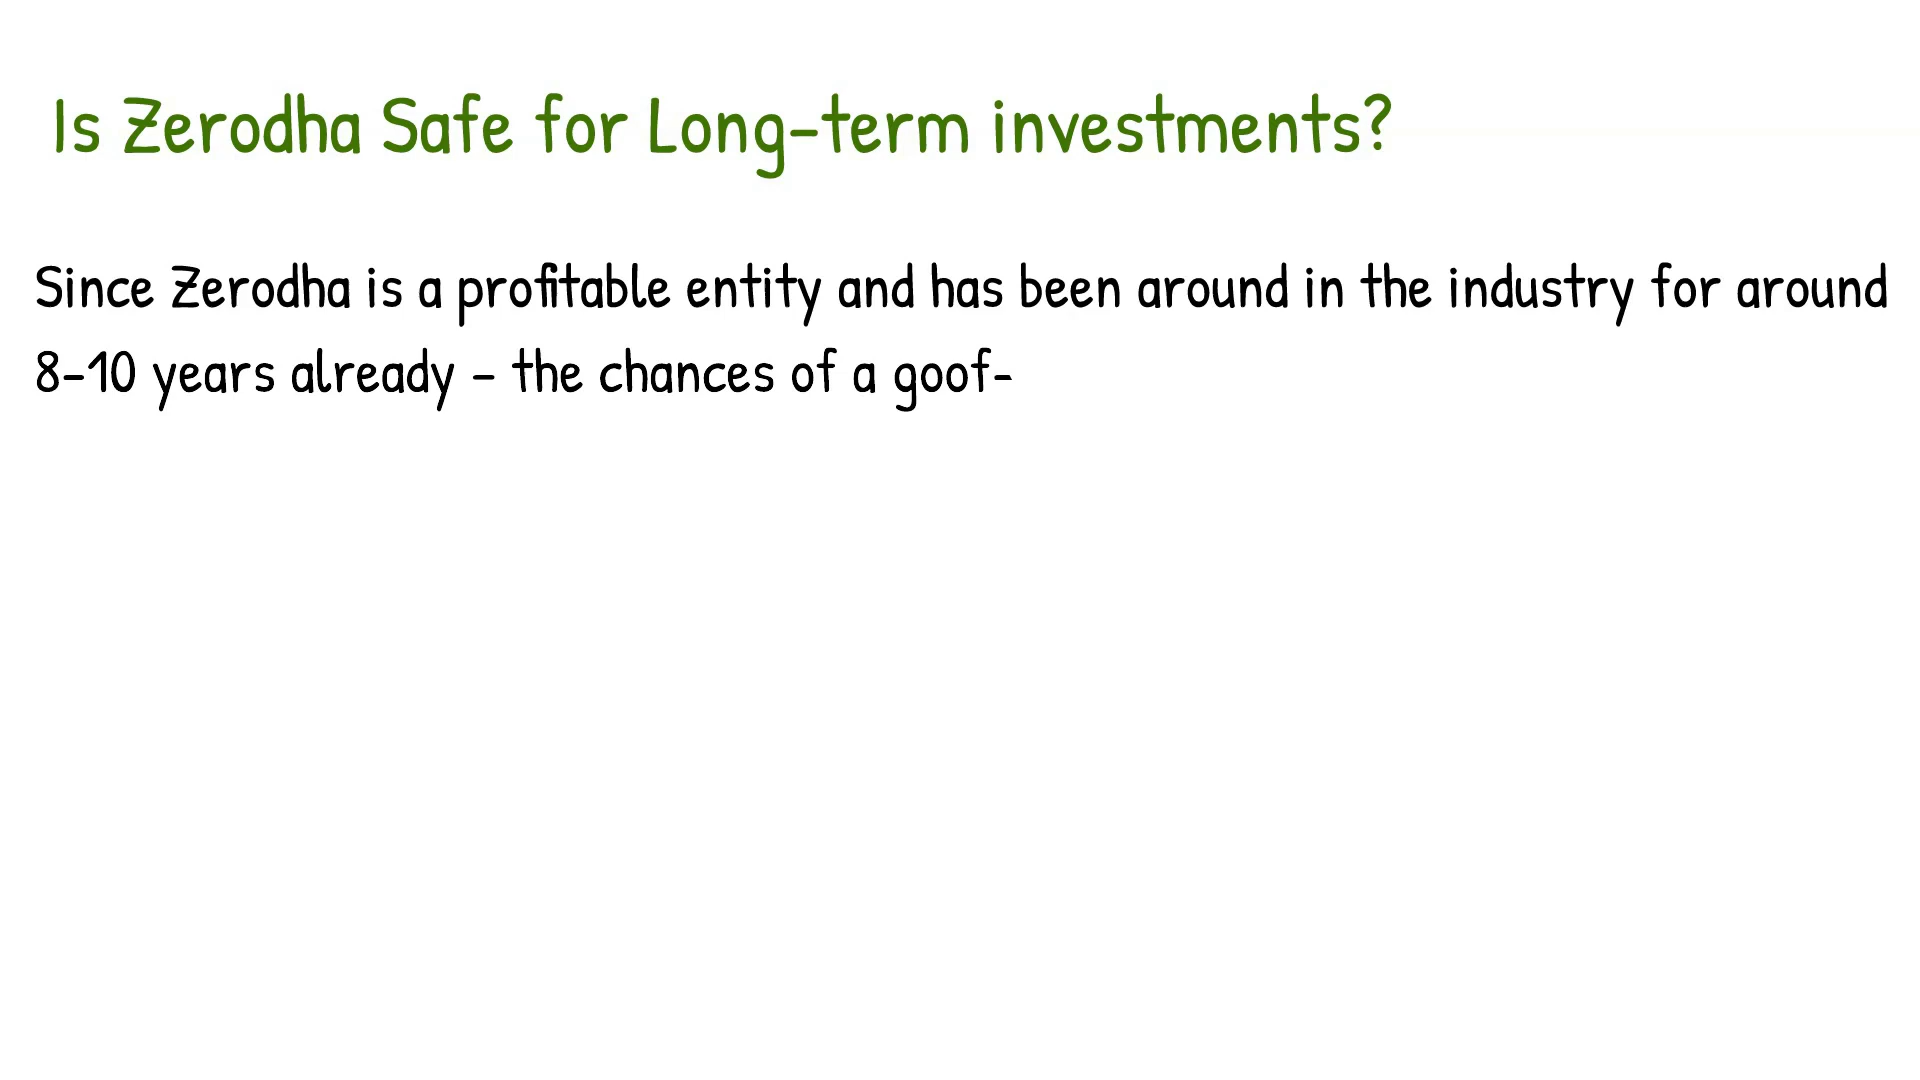 Is Zerodha Safe for Long-term investments?
Since Zerodha is a profitable entity and has been around in the industry for around
8-10 years already - the chances of a goof-